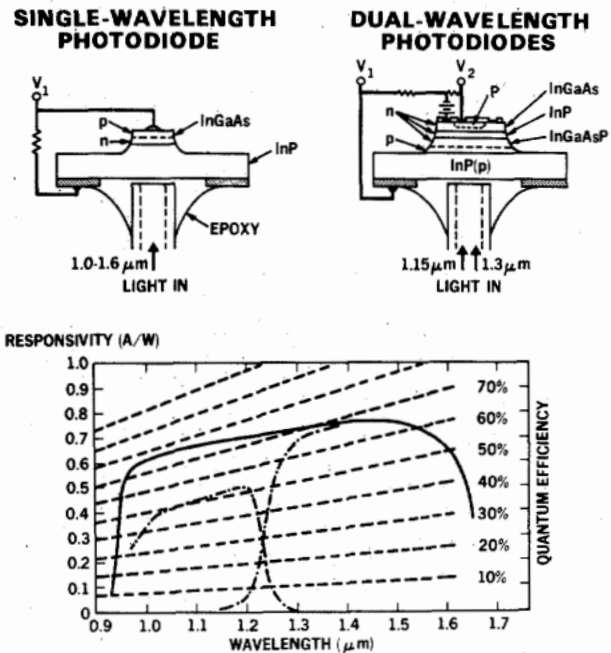 SINGLE-WAVELENGTH
PHOTODIODE
V1
p
n
InGaAs
InP
EPOXY
1.0-1.6 μm
LIGHT IN
DUAL-WAVELENGTH
PHOTODIODES
V1
V2
P
n
p
InGaAs
InP
InGaAsP
InP(p)
1.15μm
1.3μm
LIGHT IN
RESPONSIVITY (A/W)
1.0
0.9
0.8
0.7
0.6
0.5
0.4
0.3
0.2
0.1
0
70%
60%
50%
40%
30%
20%
10%
QUANTUM EFFICIENCY
0.9 1.0 1.1 1.2 1.3 1.4 1.5 1.6 1.7
WAVELENGTH (μm)